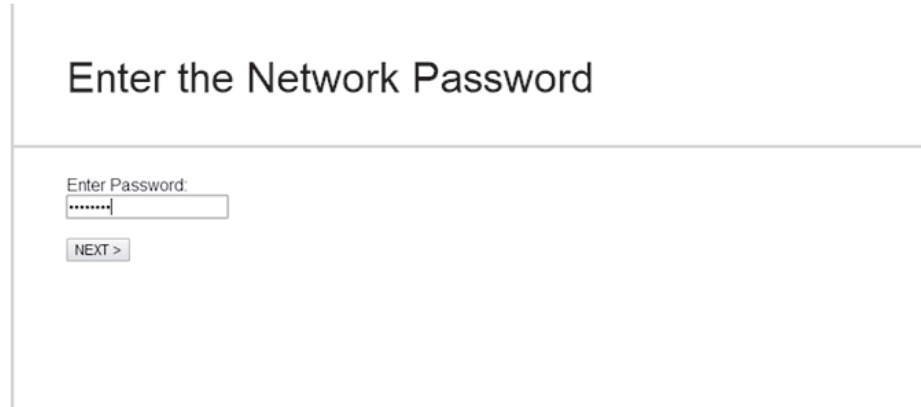 Enter the Network Password
Enter Password:
••••••••
NEXT >